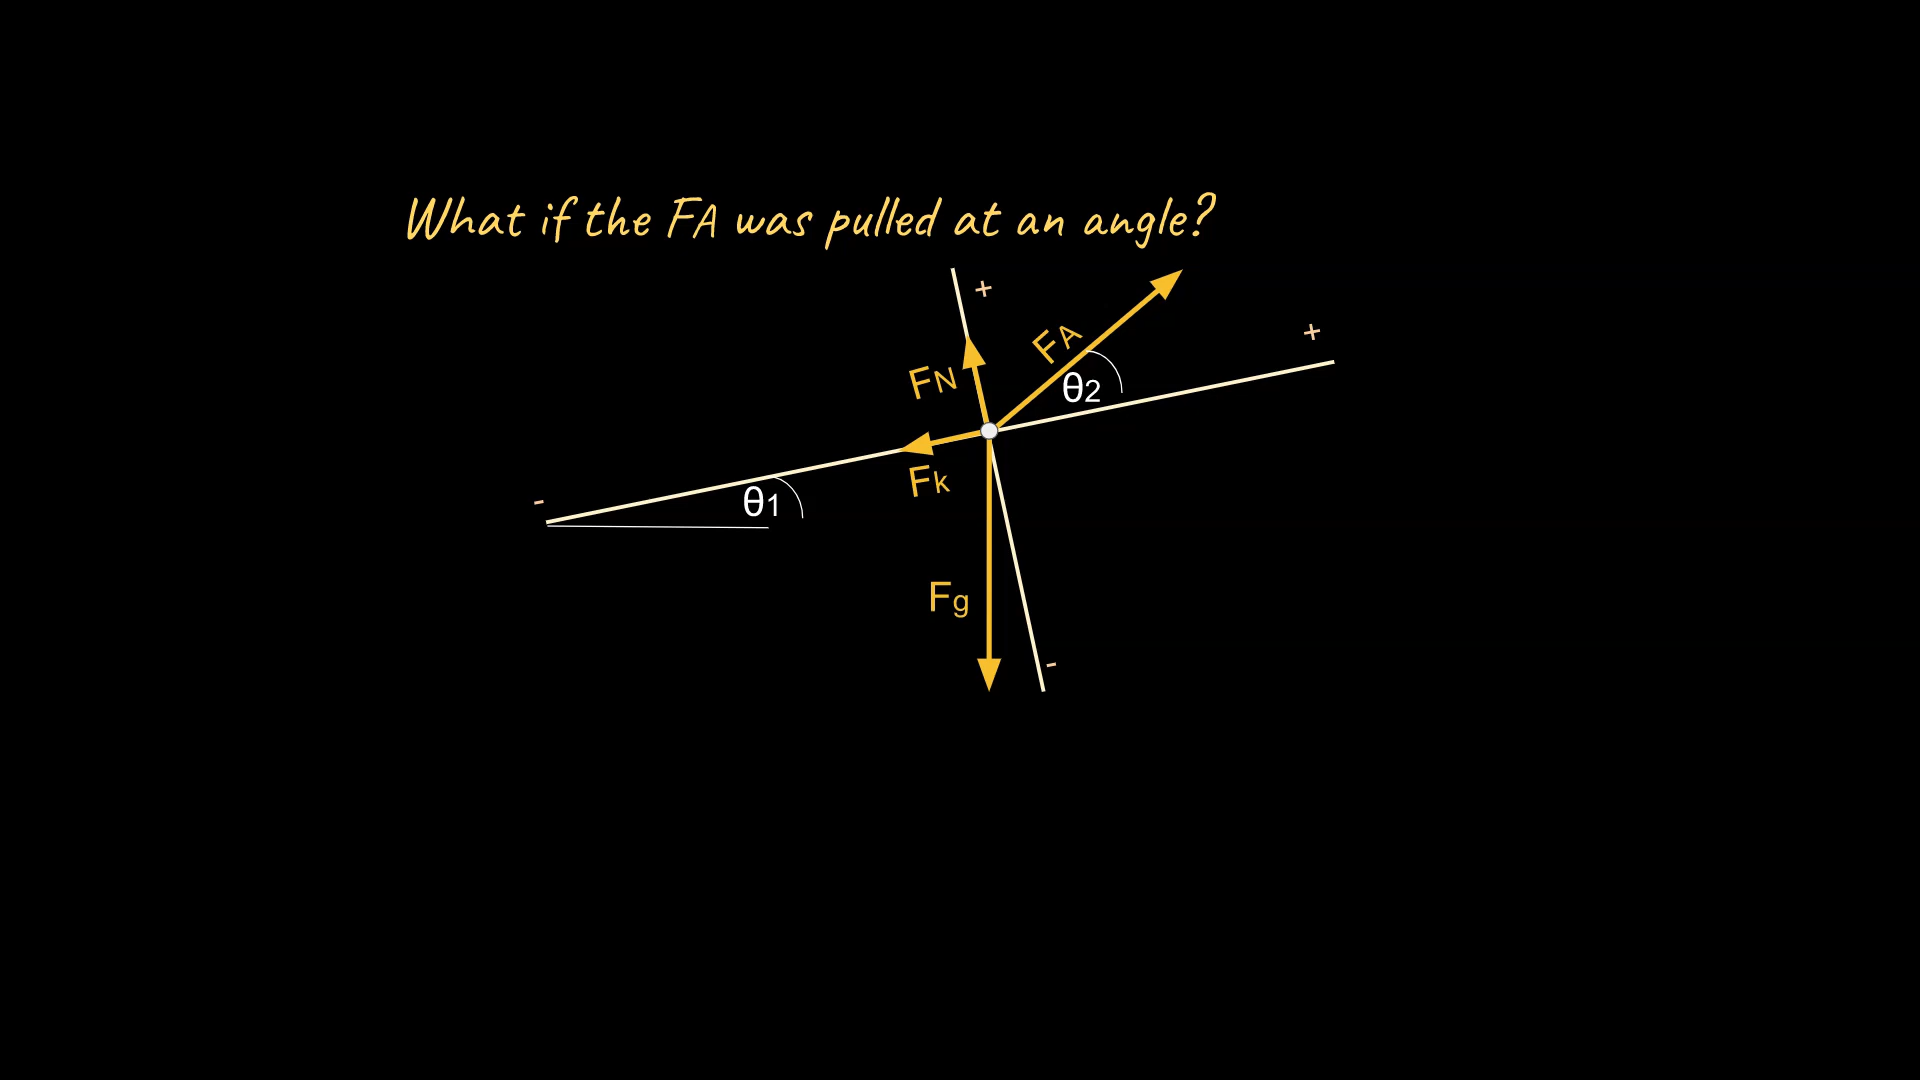 What if the FA was pulled at an angle?
+
+
FA
FN
θ2
Fk
-
θ1
Fg
-